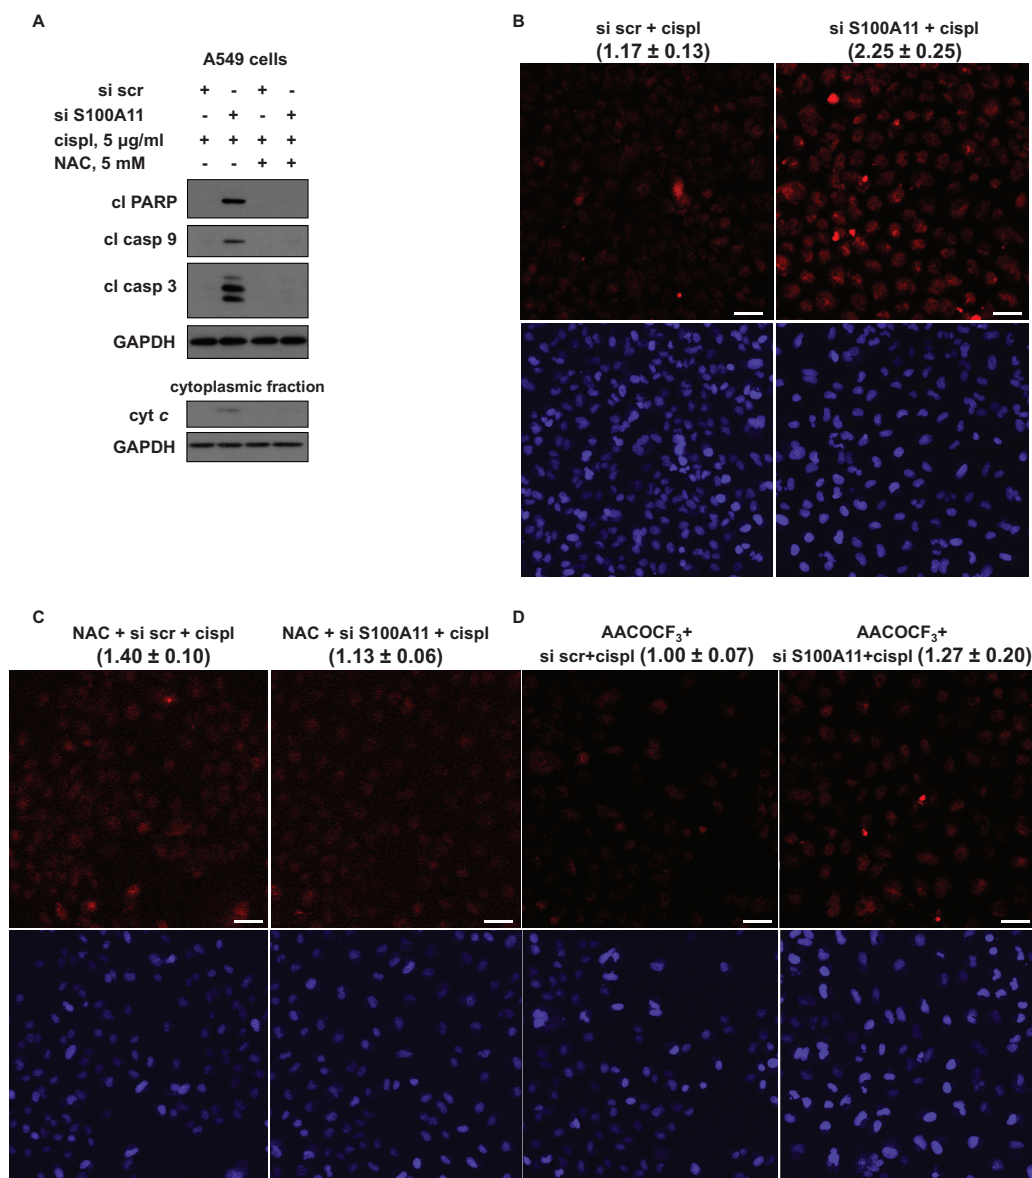 A
A549 cells
si scr + - + -
si S100A11 - + - +
cispl, 5 µg/ml + + + +
NAC, 5 mM - - + +
cl PARP
cl casp 9
cl casp 3
GAPDH
cytoplasmic fraction
cyt c
GAPDH
B
si scr + cispl
(1.17 ± 0.13)
si S100A11 + cispl
(2.25 ± 0.25)
C
NAC + si scr + cispl
(1.40 ± 0.10)
NAC + si S100A11 + cispl
(1.13 ± 0.06)
D
AACOCF₃+
si scr+cispl (1.00 ± 0.07)
AACOCF₃+
si S100A11+cispl (1.27 ± 0.20)